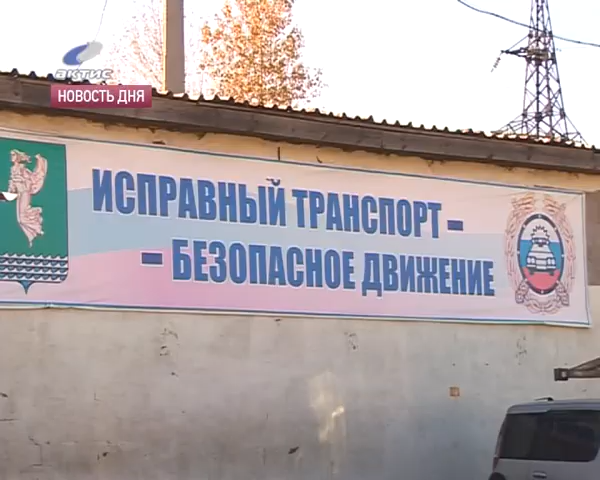 АКТИС
НОВОСТЬ ДНЯ
ИСПРАВНЫЙ ТРАНСПОРТ –
– БЕЗОПАСНОЕ ДВИЖЕНИЕ